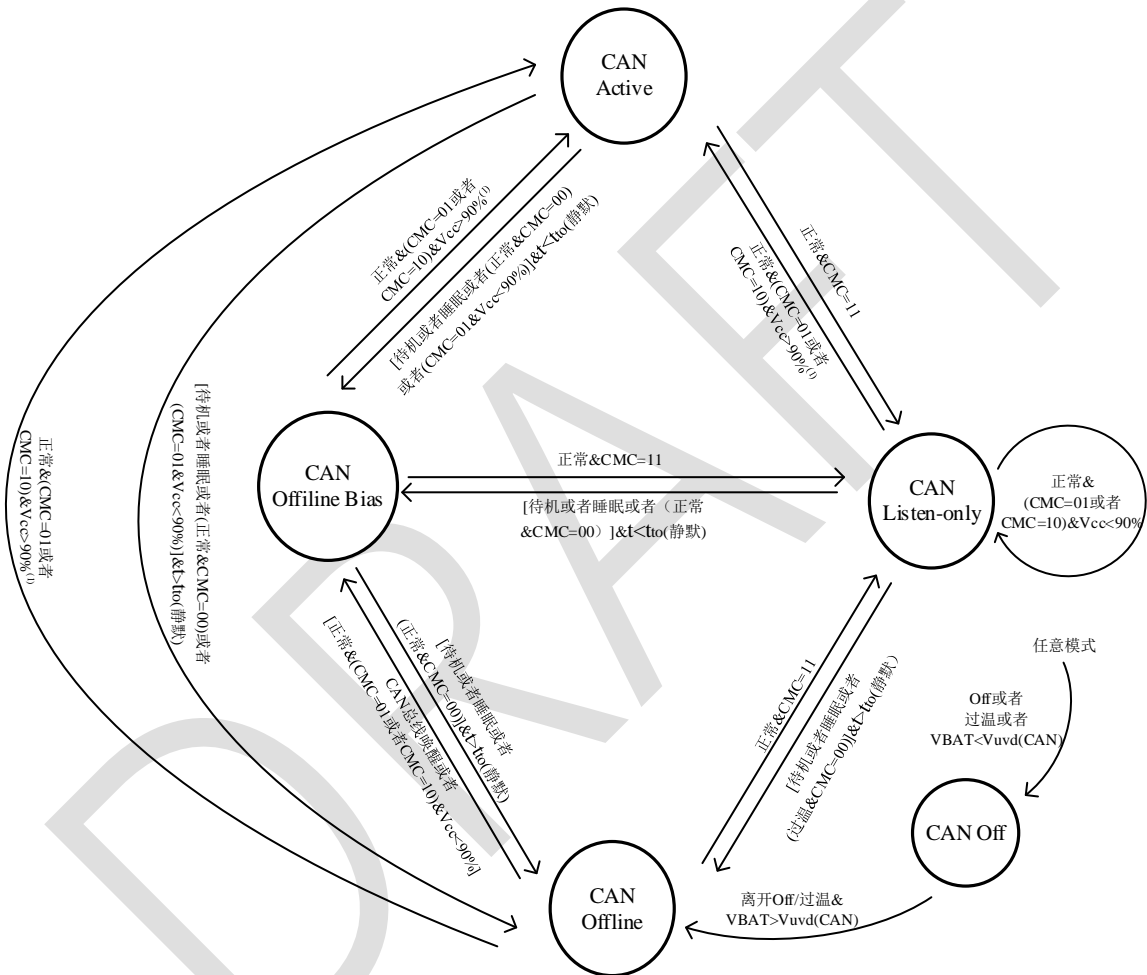 CAN
Active
正常&(CMC=01或者
CMC=10)&Vcc>90%(1)
[待机或者睡眠或者(正常&CMC=00)
或者(CMC=01&Vcc<90%)]&t<tto(静默)
正常&CMC=11
正常&(CMC=01或者
CMC=10)&Vcc>90%(1)
正常&(CMC=01或者
CMC=10)&Vcc>90%(1)
[待机或者睡眠或者(正常&CMC=00)或者
(CMC=01&Vcc<90%)]&t>tto(静默)
CAN
Offiline Bias
正常&CMC=11
[待机或者睡眠或者（正常
&CMC=00）]&t<tto(静默)
CAN
Listen-only
正常&
(CMC=01或者
CMC=10)&Vcc<90%
[待机或者睡眠或者
(正常&CMC=00)]&t>tto(静默)
CAN总线唤醒或者
[正常&(CMC=01或者CMC=10)&Vcc<90%]
正常&CMC=11
[待机或者睡眠或者
(过温&CMC=00)]&t>tto(静默)
任意模式
Off或者
过温或者
VBAT<Vuvd(CAN)
CAN Off
离开Off/过温&
VBAT>Vuvd(CAN)
CAN
Offline
DRAFT